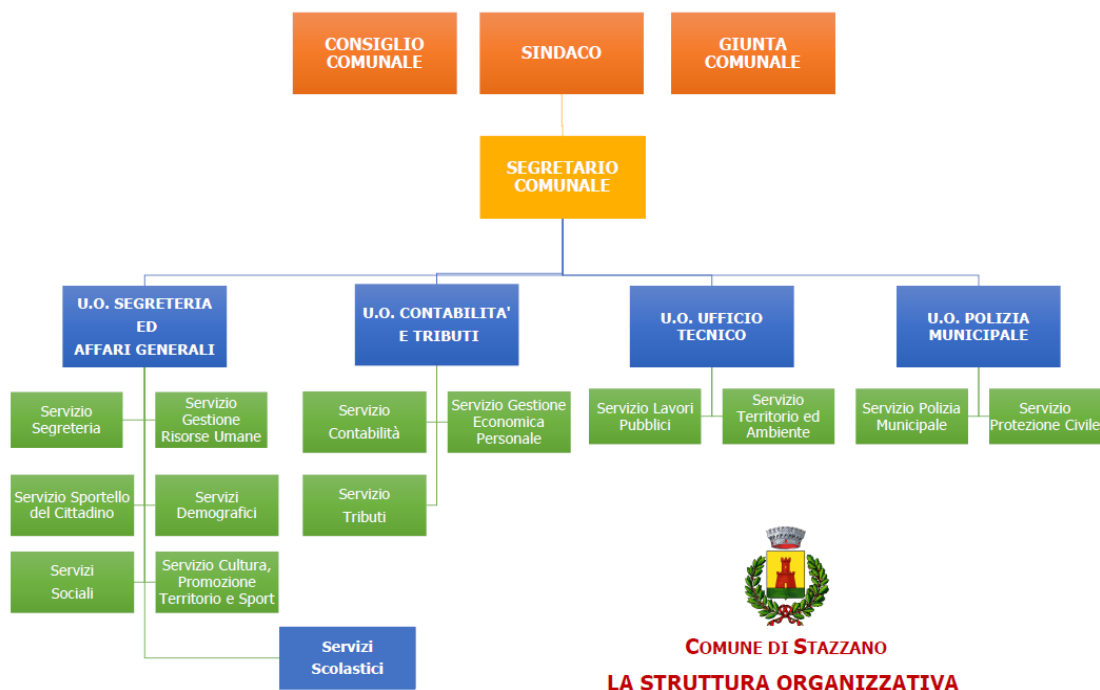 CONSIGLIO
COMUNALE
SINDACO
GIUNTA
COMUNALE
SEGRETARIO
COMUNALE
U.O. SEGRETERIA
ED
AFFARI GENERALI
U.O. CONTABILITA'
E TRIBUTI
U.O. UFFICIO
TECNICO
U.O. POLIZIA
MUNICIPALE
Servizio
Segreteria
Servizio
Gestione
Risorse Umane
Servizio
Contabilità
Servizio Gestione
Economica
Personale
Servizio Lavori
Pubblici
Servizio
Territorio ed
Ambiente
Servizio Polizia
Municipale
Servizio
Protezione Civile
Servizio Sportello
del Cittadino
Servizi
Demografici
Servizio
Tributi
Servizi
Sociali
Servizio Cultura,
Promozione
Territorio e Sport
Servizi
Scolastici
COMUNE DI STAZZANO
LA STRUTTURA ORGANIZZATIVA